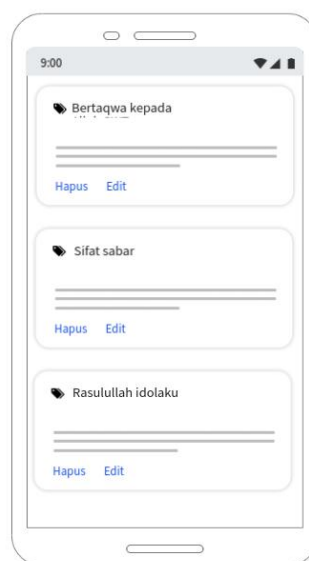 9:00
Bertaqwa kepada
Hapus Edit
Sifat sabar
Hapus Edit
Rasulullah idolaku
Hapus Edit